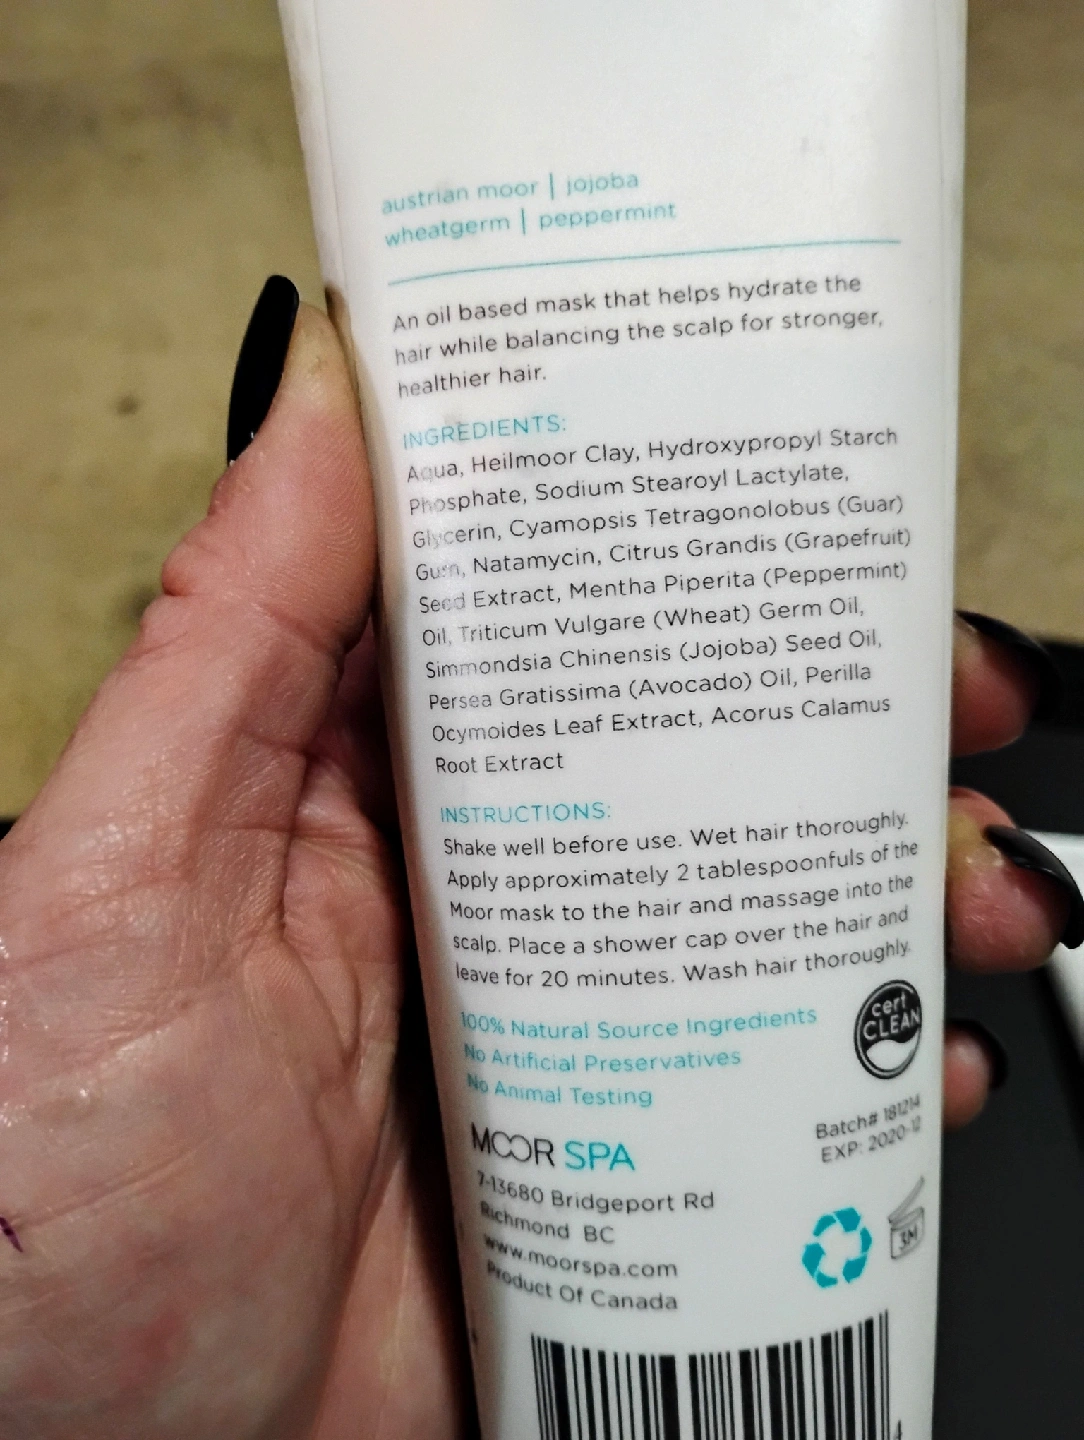 austrian moor | jojoba
wheatgerm | peppermint
An oil based mask that helps hydrate the
hair while balancing the scalp for stronger,
healthier hair.
INGREDIENTS:
Aqua, Heilmoor Clay, Hydroxypropyl Starch
Phosphate, Sodium Stearoyl Lactylate,
Glycerin, Cyamopsis Tetragonolobus (Guar)
Gum, Natamycin, Citrus Grandis (Grapefruit)
Seed Extract, Mentha Piperita (Peppermint)
Oil, Triticum Vulgare (Wheat) Germ Oil,
Simmondsia Chinensis (Jojoba) Seed Oil,
Persea Gratissima (Avocado) Oil, Perilla
Ocymoides Leaf Extract, Acorus Calamus
Root Extract
INSTRUCTIONS:
Shake well before use. Wet hair thoroughly.
Apply approximately 2 tablespoonfuls of the
Moor mask to the hair and massage into the
scalp. Place a shower cap over the hair and
leave for 20 minutes. Wash hair thoroughly.
100% Natural Source Ingredients
No Artificial Preservatives
No Animal Testing
cert
CLEAN
Batch# 181214
EXP: 2020-12
MOOR SPA
7-13680 Bridgeport Rd
Richmond BC
www.moorspa.com
Product Of Canada
3M
4